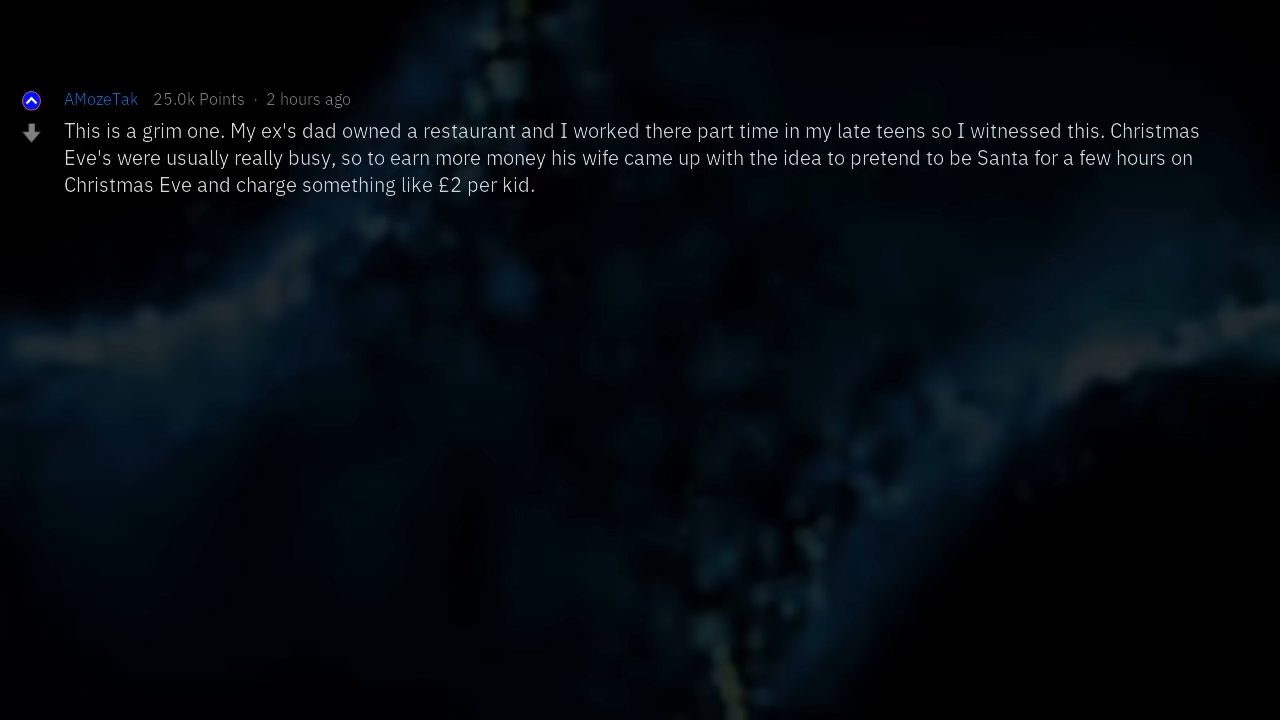 AMozeTak 25.0k Points · 2 hours ago
This is a grim one. My ex's dad owned a restaurant and I worked there part time in my late teens so I witnessed this. Christmas
Eve's were usually really busy, so to earn more money his wife came up with the idea to pretend to be Santa for a few hours on
Christmas Eve and charge something like £2 per kid.